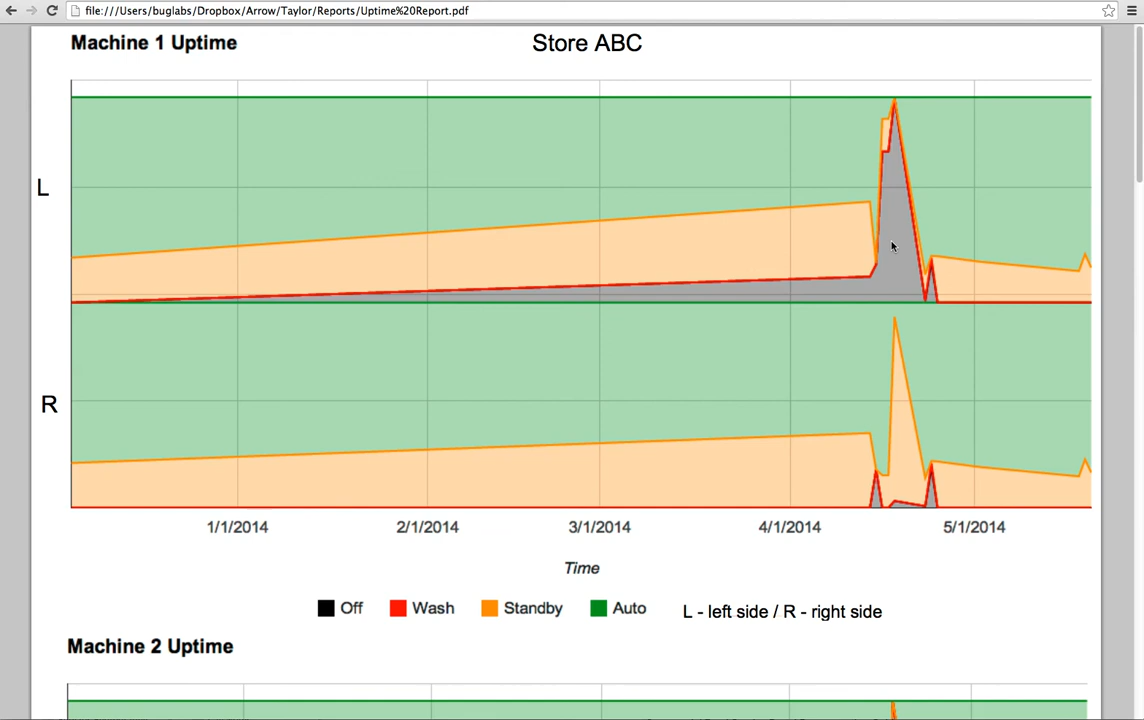 file:///Users/buglabs/Dropbox/Arrow/Taylor/Reports/Uptime%20Report.pdf
Machine 1 Uptime Store ABC
L
R
1/1/2014 2/1/2014 3/1/2014 4/1/2014 5/1/2014
Time
Off Wash Standby Auto L - left side / R - right side
Machine 2 Uptime